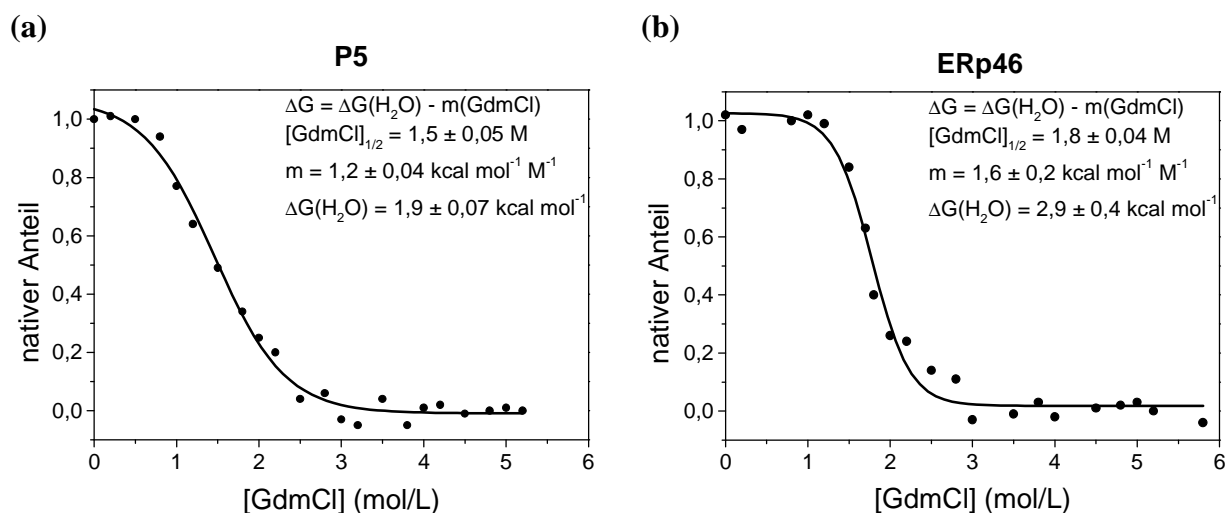 (a)
P5
ΔG = ΔG(H₂O) - m(GdmCl)
[GdmCl]₁/₂ = 1,5 ± 0,05 M
m = 1,2 ± 0,04 kcal mol⁻¹ M⁻¹
ΔG(H₂O) = 1,9 ± 0,07 kcal mol⁻¹
nativer Anteil
1,0
0,8
0,6
0,4
0,2
0,0
0 1 2 3 4 5 6
[GdmCl] (mol/L)
(b)
ERp46
ΔG = ΔG(H₂O) - m(GdmCl)
[GdmCl]₁/₂ = 1,8 ± 0,04 M
m = 1,6 ± 0,2 kcal mol⁻¹ M⁻¹
ΔG(H₂O) = 2,9 ± 0,4 kcal mol⁻¹
nativer Anteil
1,0
0,8
0,6
0,4
0,2
0,0
0 1 2 3 4 5 6
[GdmCl] (mol/L)